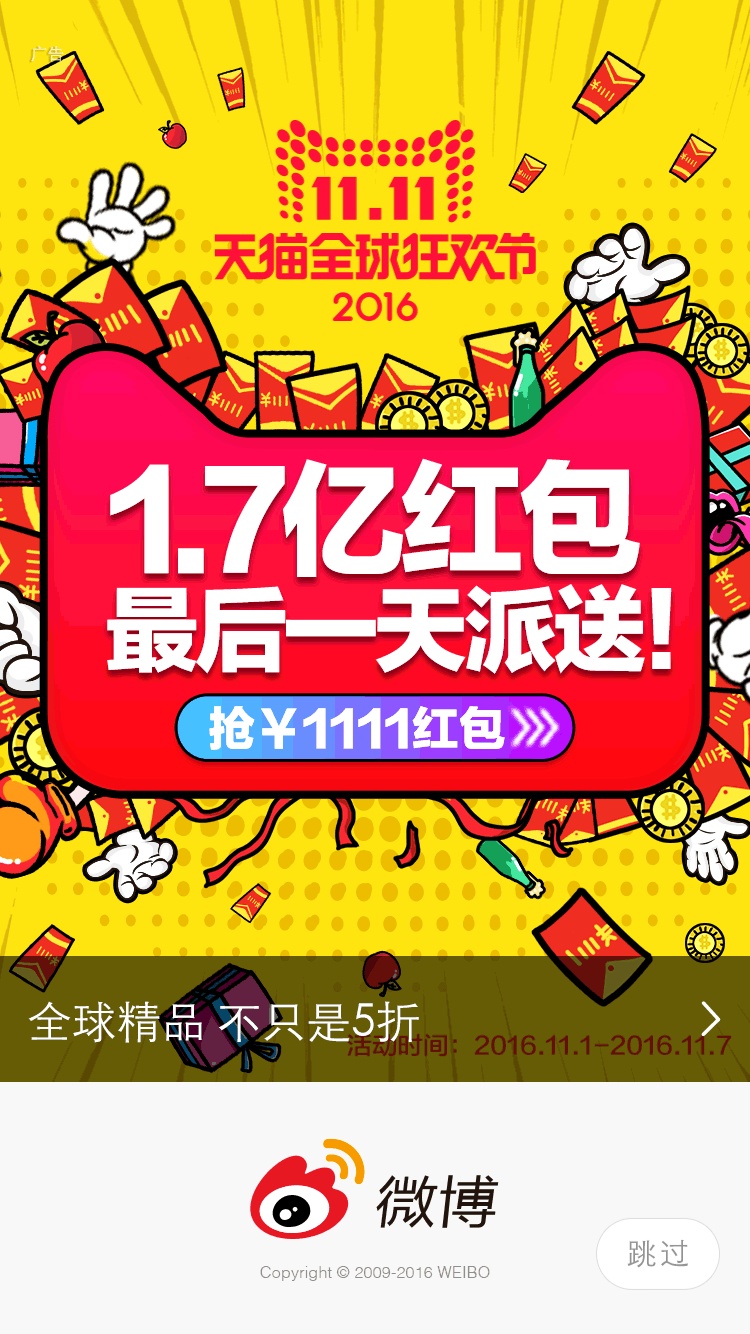 广告
11.11
天猫全球狂欢节
2016
1.7亿红包
最后一天派送!
抢¥1111红包
全球精品 不只是5折
活动时间：2016.11.1-2016.11.7
微博
跳过
Copyright © 2009-2016 WEIBO